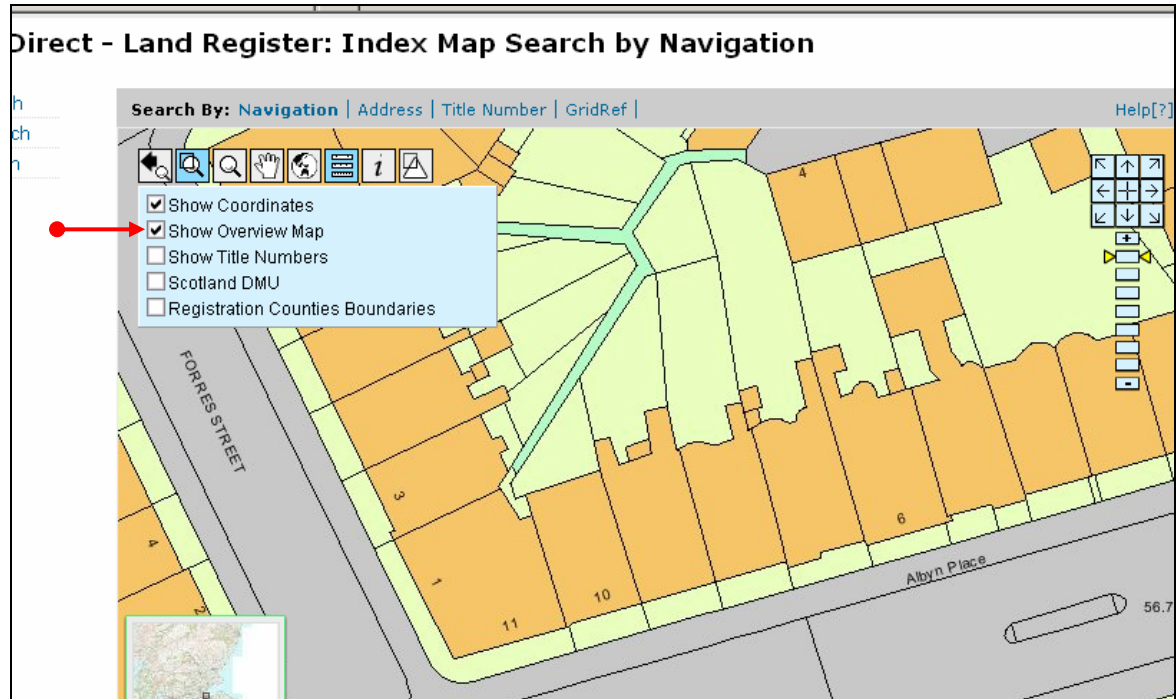 Direct - Land Register: Index Map Search by Navigation
h
Search By: Navigation | Address | Title Number | GridRef |
Help[?]
ch
n
i
4
Show Coordinates
Show Overview Map
Show Title Numbers
Scotland DMU
Registration Counties Boundaries
+
-
FORRES STREET
3
4
6
1
10
11
2
Albyn Place
56.7